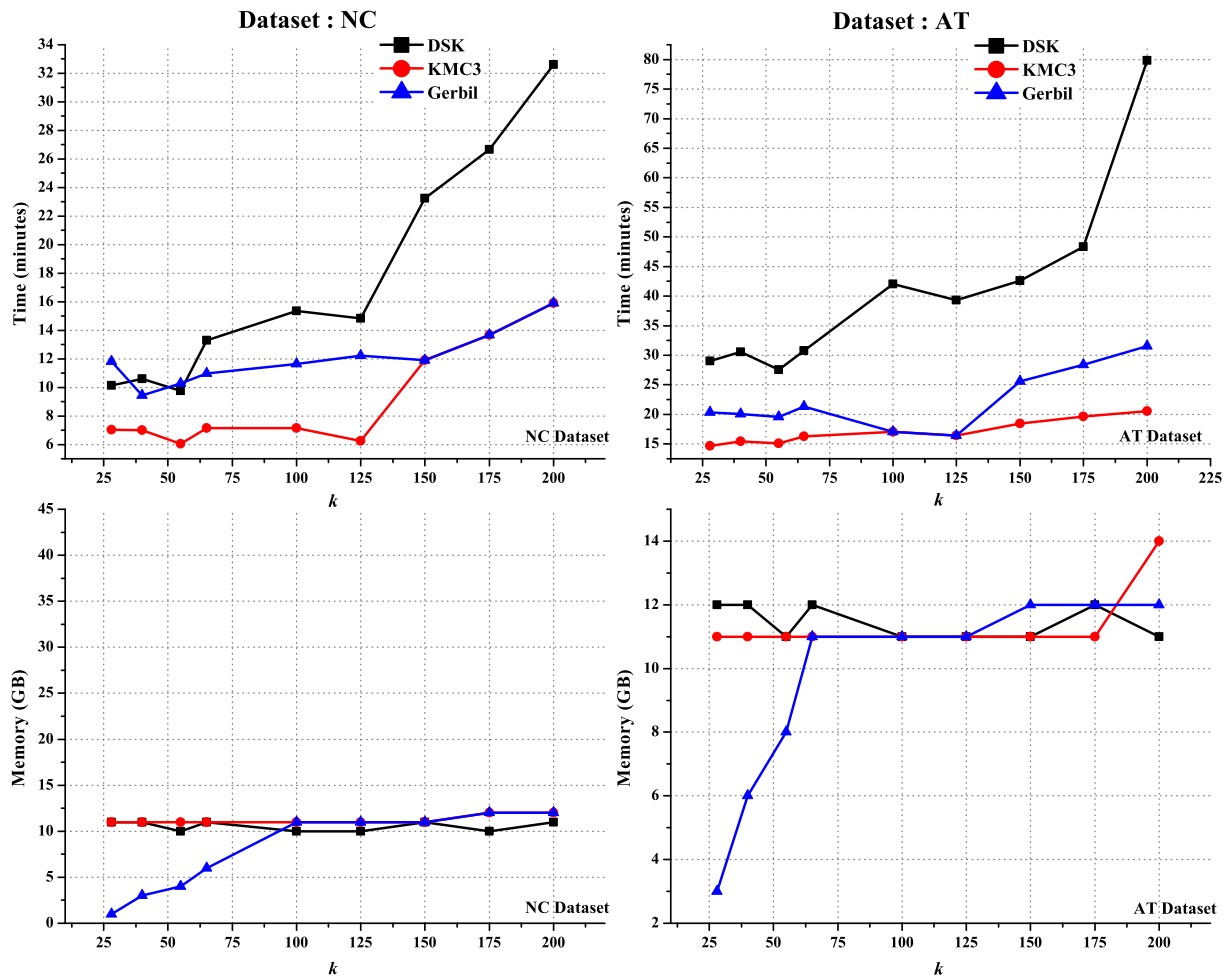 Dataset : NC
DSK
KMC3
Gerbil
34
32
30
28
26
24
22
20
18
16
14
12
10
8
6
Time (minutes)
NC Dataset
25 50 75 100 125 150 175 200
k
Dataset : AT
DSK
KMC3
Gerbil
80
75
70
65
60
55
50
45
40
35
30
25
20
15
Time (minutes)
AT Dataset
25 50 75 100 125 150 175 200 225
k
45
40
35
30
25
20
15
10
5
0
Memory (GB)
NC Dataset
25 50 75 100 125 150 175 200
k
14
12
10
8
6
4
2
Memory (GB)
AT Dataset
25 50 75 100 125 150 175 200
k